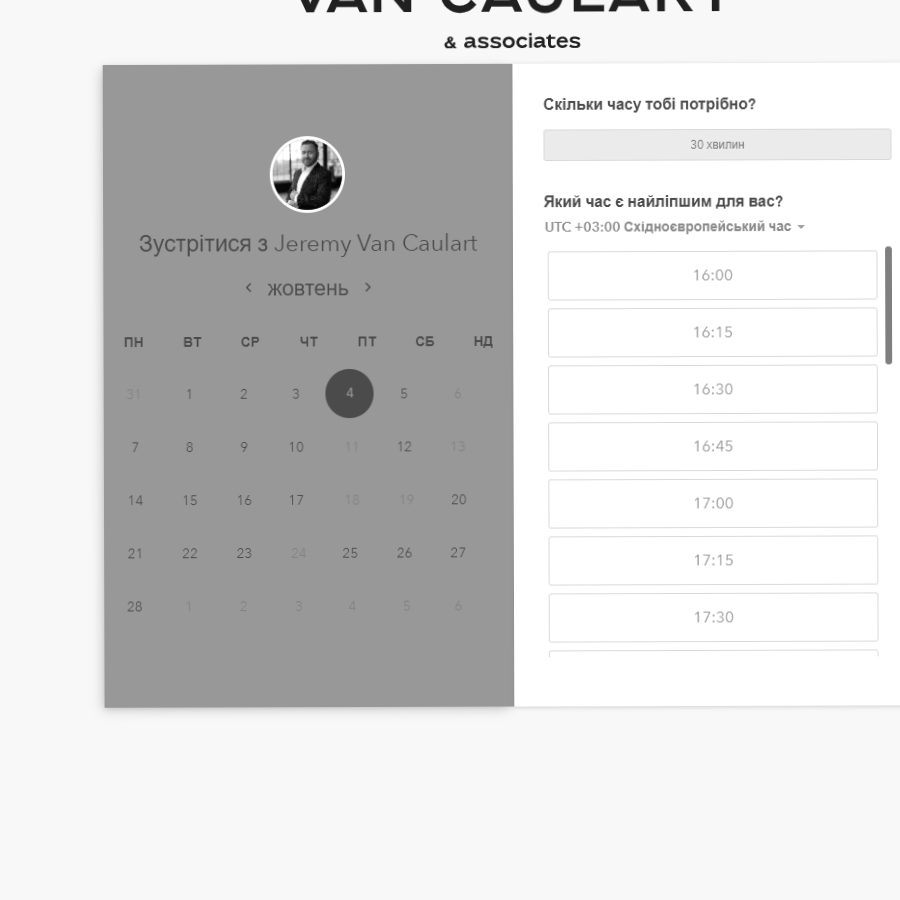 VAN CAULART
& associates
Зустрітися з Jeremy Van Caulart
жовтень
ПН ВТ СР ЧТ ПТ СБ НД
31 1 2 3 4 5 6
7 8 9 10 11 12 13
14 15 16 17 18 19 20
21 22 23 24 25 26 27
28 1 2 3 4 5 6
Скільки часу тобі потрібно?
30 хвилин
Який час є найліпшим для вас?
UTC +03:00 Східноєвропейський час
16:00
16:15
16:30
16:45
17:00
17:15
17:30